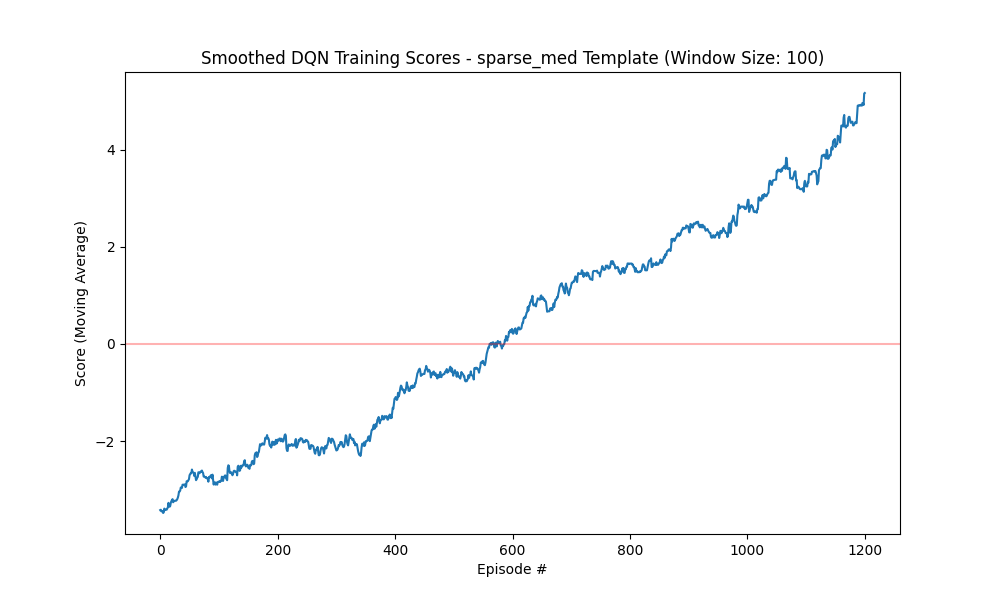 Smoothed DQN Training Scores - sparse_med Template (Window Size: 100)
Score (Moving Average)
4
2
0
−2
0 200 400 600 800 1000 1200
Episode #